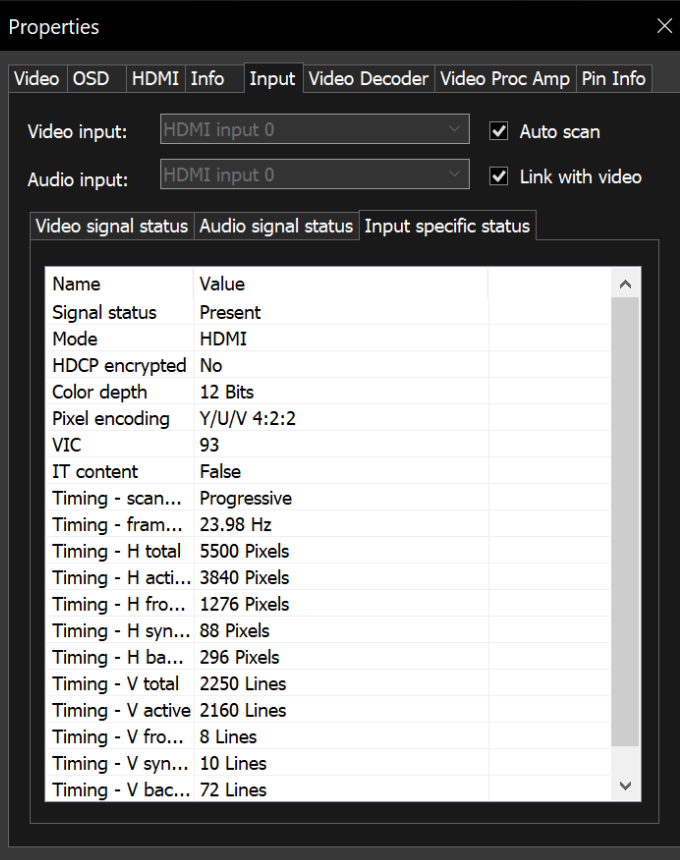 Properties
Video OSD HDMI Info Input Video Decoder Video Proc Amp Pin Info
Video input: HDMI input 0 Auto scan
Audio input: HDMI input 0 Link with video
Video signal status Audio signal status Input specific status
Name Value
Signal status Present
Mode HDMI
HDCP encrypted No
Color depth 12 Bits
Pixel encoding Y/U/V 4:2:2
VIC 93
IT content False
Timing - scan... Progressive
Timing - fram... 23.98 Hz
Timing - H total 5500 Pixels
Timing - H acti... 3840 Pixels
Timing - H fro... 1276 Pixels
Timing - H syn... 88 Pixels
Timing - H ba... 296 Pixels
Timing - V total 2250 Lines
Timing - V active 2160 Lines
Timing - V fro... 8 Lines
Timing - V syn... 10 Lines
Timing - V bac... 72 Lines